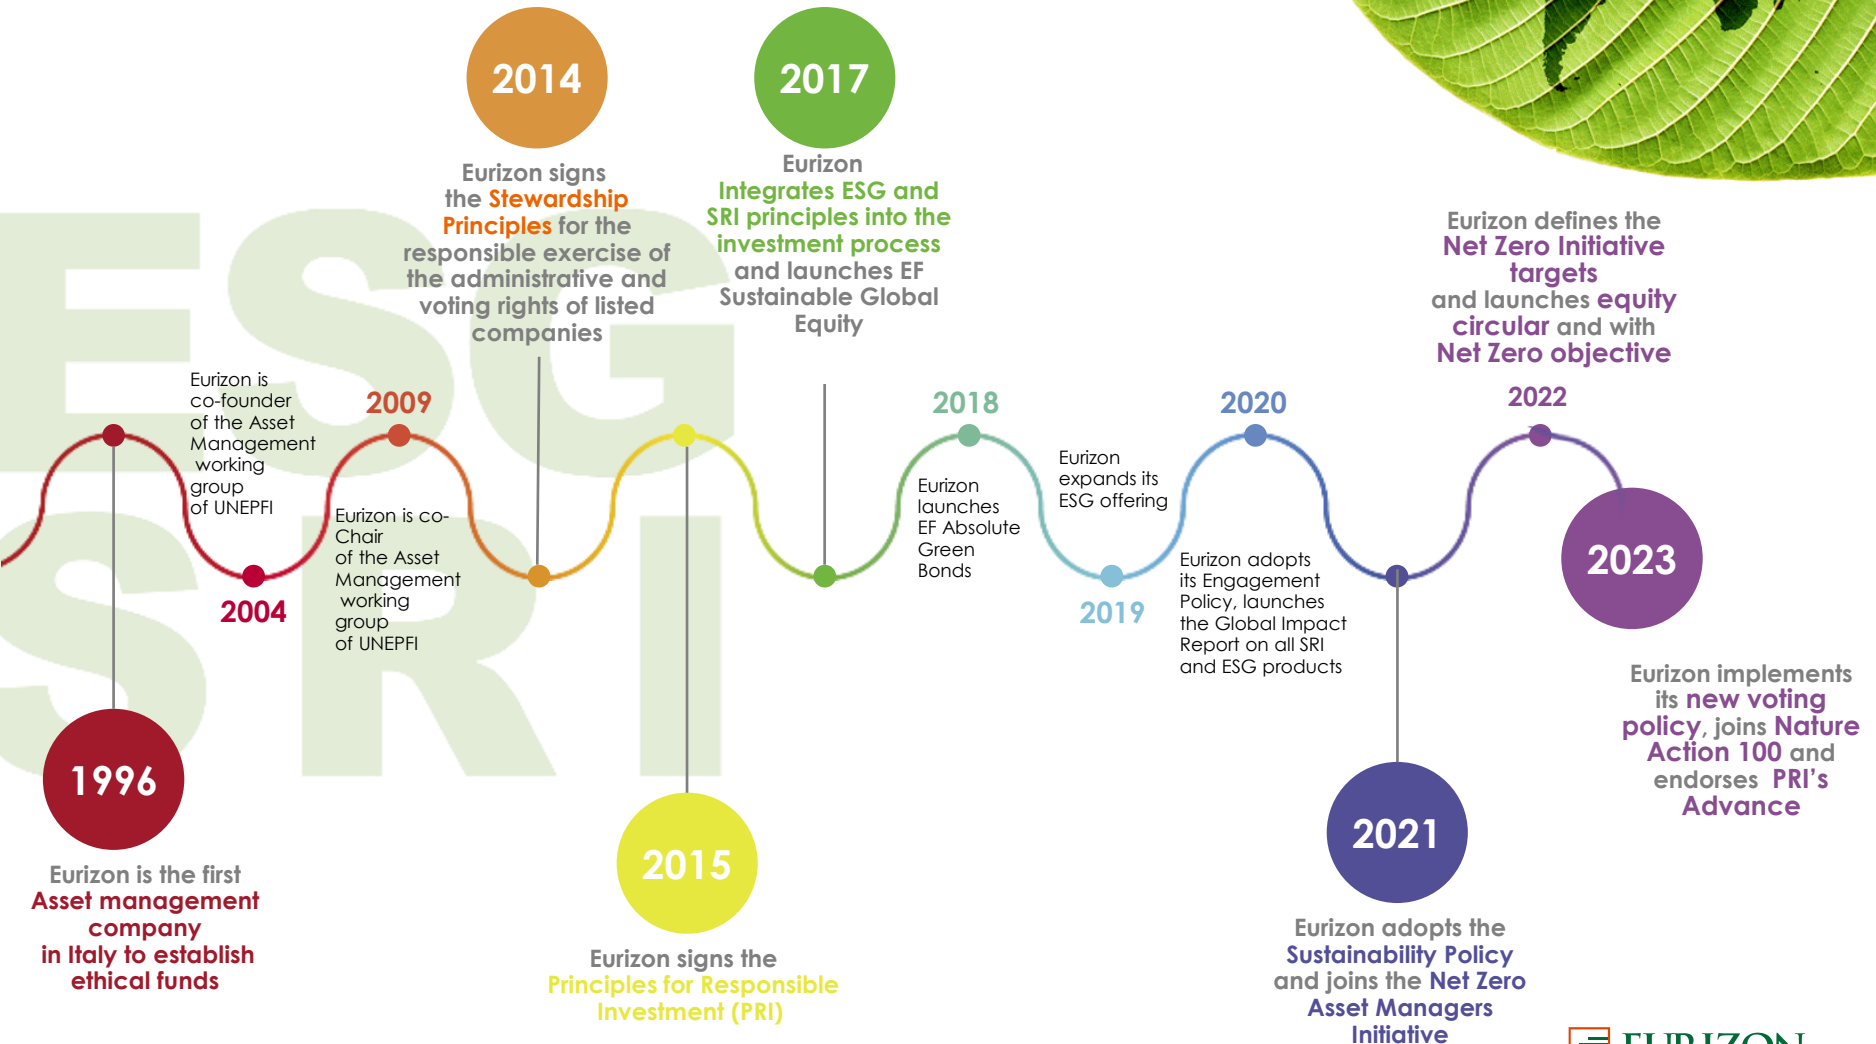 2014
Eurizon signs
the Stewardship
Principles for the
responsible exercise of
the administrative and
voting rights of listed
companies
2017
Eurizon
Integrates ESG and
SRI principles into the
investment process
and launches EF
Sustainable Global
Equity
Eurizon defines the
Net Zero Initiative
targets
and launches equity
circular and with
Net Zero objective
2022
ESG
SRI
Eurizon is
co-founder
of the Asset
Management
working
group
of UNEPFI
2004
2009
Eurizon is co-
Chair
of the Asset
Management
working
group
of UNEPFI
2018
Eurizon
launches
EF Absolute
Green
Bonds
Eurizon
expands its
ESG offering
2019
2020
Eurizon adopts
its Engagement
Policy, launches
the Global Impact
Report on all SRI
and ESG products
2023
Eurizon implements
its new voting
policy, joins Nature
Action 100 and
endorses PRI's
Advance
1996
Eurizon is the first
Asset management
company
in Italy to establish
ethical funds
2015
Eurizon signs the
Principles for Responsible
Investment (PRI)
2021
Eurizon adopts the
Sustainability Policy
and joins the Net Zero
Asset Managers
Initiative
EURIZON